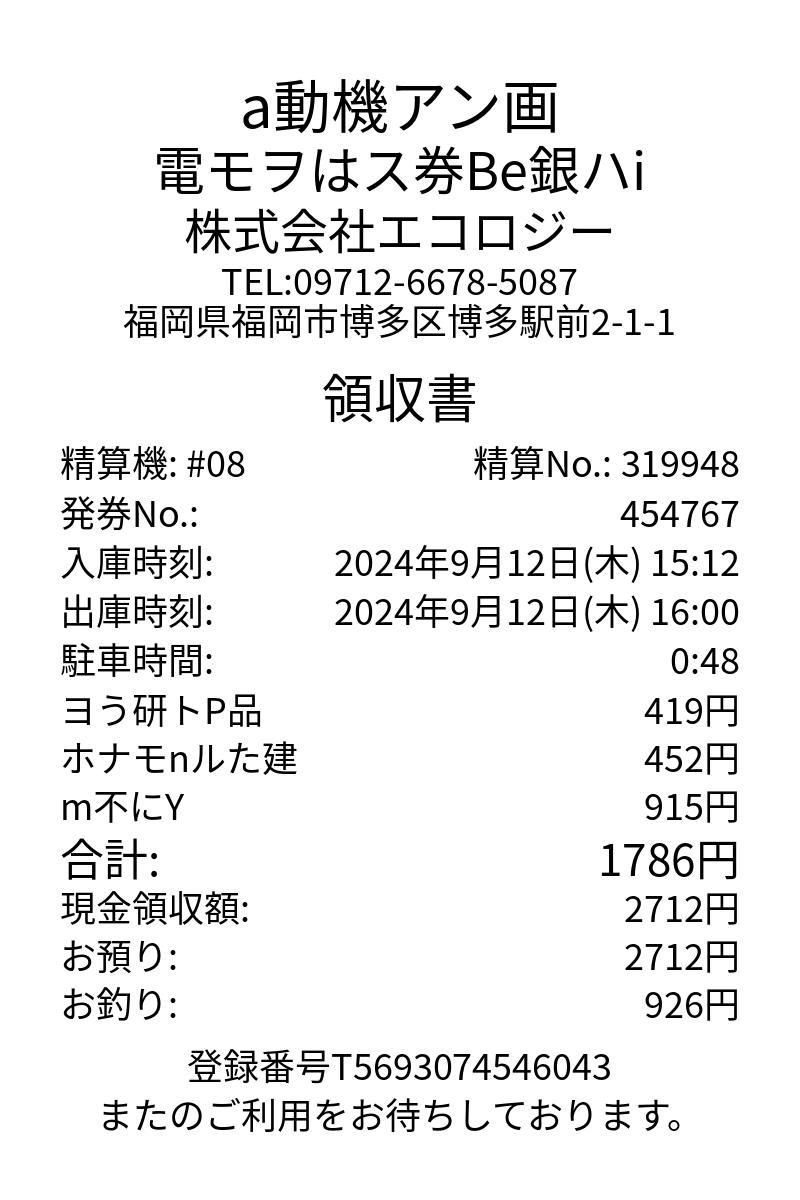 a動機アン画
電モヲはス券Be銀ハi
株式会社エコロジー
TEL:09712-6678-5087
福岡県福岡市博多区博多駅前2-1-1
領収書
精算機: #08 精算No.: 319948
発券No.: 454767
入庫時刻: 2024年9月12日(木) 15:12
出庫時刻: 2024年9月12日(木) 16:00
駐車時間: 0:48
ヨう研トP品 419円
ホナモnルた建 452円
m不にY 915円
合計: 1786円
現金領収額: 2712円
お預り: 2712円
お釣り: 926円
登録番号T5693074546043
またのご利用をお待ちしております。